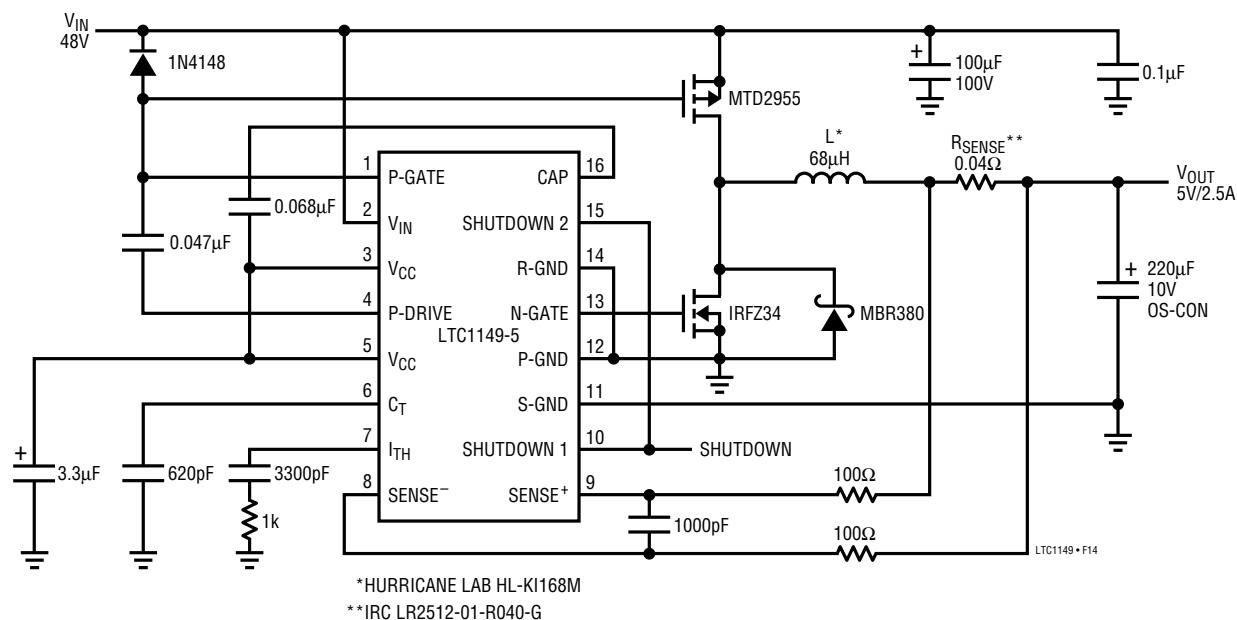 VIN
48V
1N4148
MTD2955
+
100μF
100V
0.1μF
L*
68μH
RSENSE**
0.04Ω
VOUT
5V/2.5A
1
P-GATE
CAP
16
0.068μF
0.047μF
2
VIN
SHUTDOWN 2
15
3
VCC
R-GND
14
4
P-DRIVE
N-GATE
13
LTC1149-5
IRFZ34
MBR380
+
220μF
10V
OS-CON
5
VCC
P-GND
12
6
CT
S-GND
11
7
ITH
SHUTDOWN 1
10
SHUTDOWN
8
SENSE−
SENSE+
9
+
3.3μF
620pF
3300pF
1k
100Ω
1000pF
100Ω
LTC1149 • F14
*HURRICANE LAB HL-KI168M
**IRC LR2512-01-R040-G